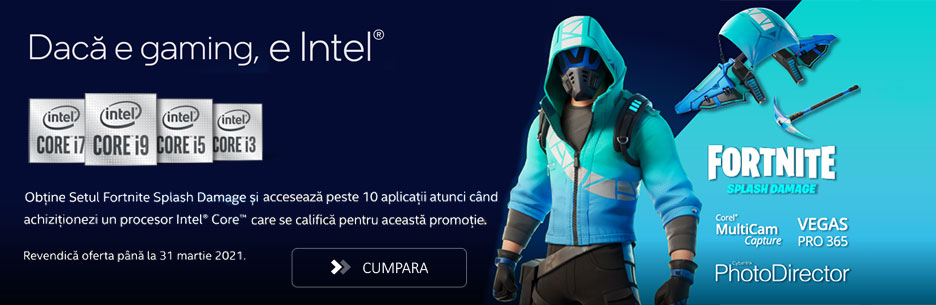 Dacă e gaming, e Intel®
intel® intel® intel® intel®
CORE i7 CORE i9 CORE i5 CORE i3
Obține Setul Fortnite Splash Damage și accesează peste 10 aplicații atunci când
achiziționezi un procesor Intel® Core™ care se califică pentru această promoție.
Revendică oferta până la 31 martie 2021.
CUMPARA
FORTNITE
SPLASH DAMAGE
Corel®
MultiCam
Capture
VEGAS
PRO 365
CyberLink
PhotoDirector